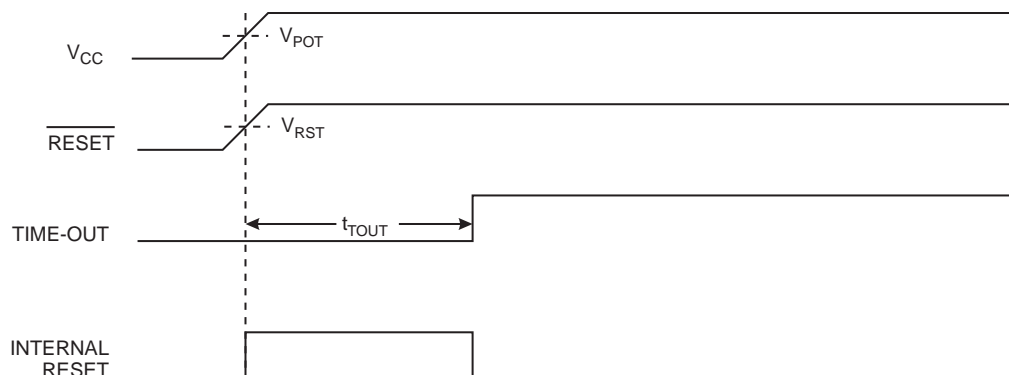 VCC
VPOT
RESET
VRST
TIME-OUT
tTOUT
INTERNAL
RESET